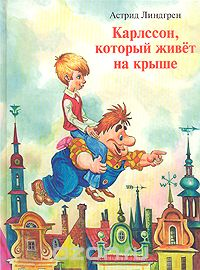 Астрид Линдгрен
Карлссон,
который живёт
на крыше